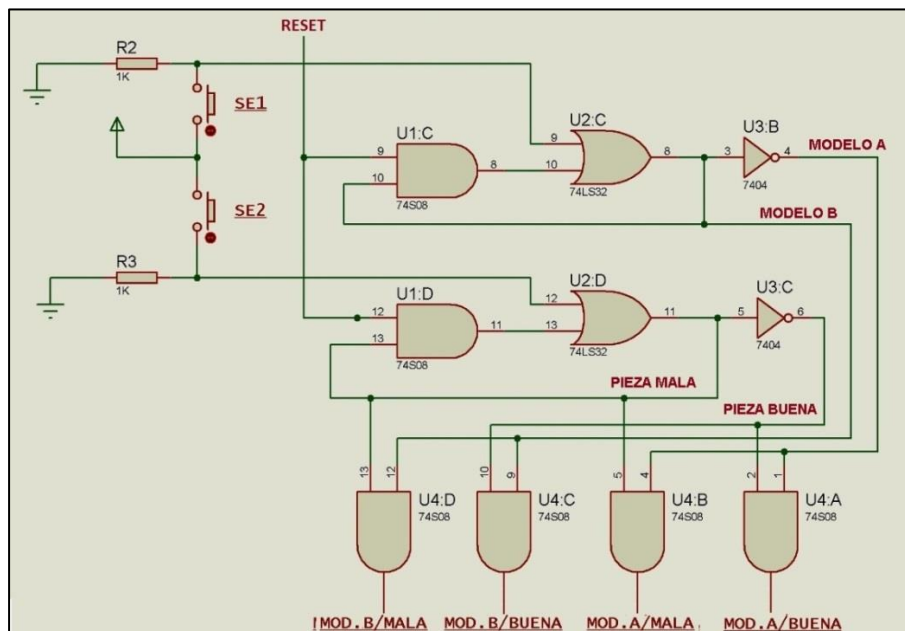 RESET
R2
1K
SE1
U2:C
U3:B
U1:C
9
8
3
4
MODELO A
9
8
10
10
74LS32
7404
74S08
MODELO B
SE2
R3
1K
U1:D
U2:D
U3:C
12
11
5
6
12
11
13
13
74LS32
7404
74S08
PIEZA MALA
PIEZA BUENA
13
12
10
9
5
4
2
1
U4:D
74S08
U4:C
74S08
U4:B
74S08
U4:A
74S08
MOD.B/MALA
MOD.B/BUENA
MOD.A/MALA
MOD.A/BUENA